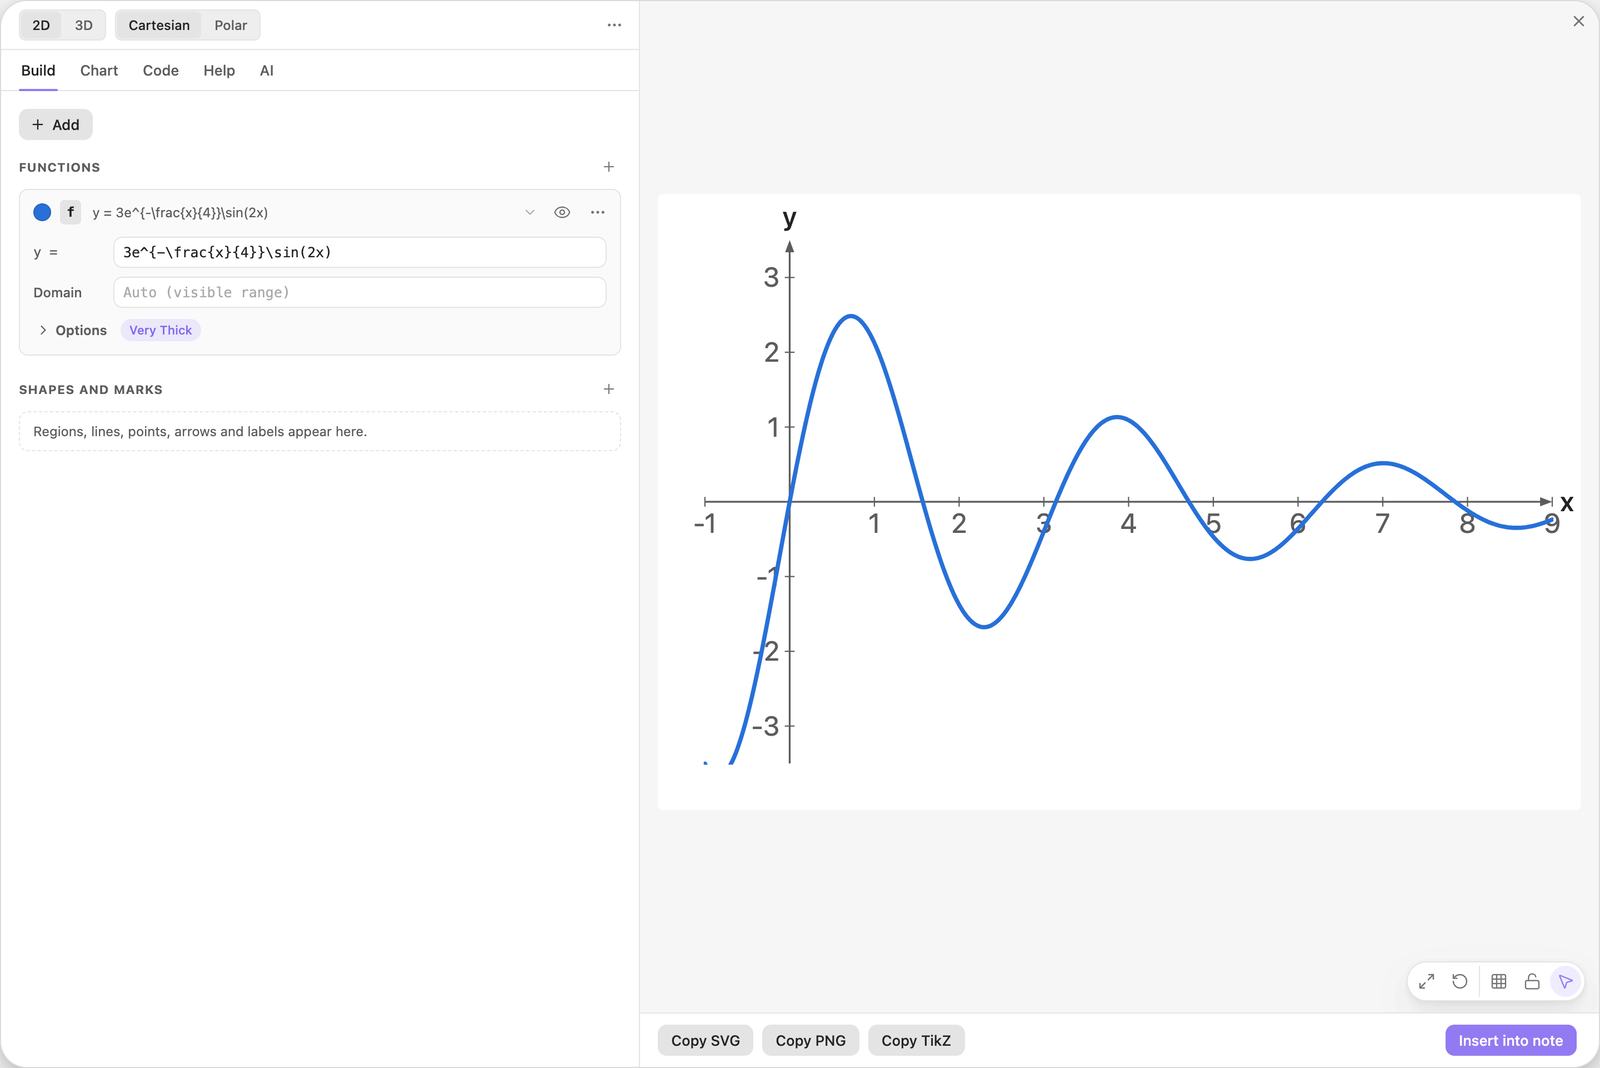 2D 3D Cartesian Polar
Build Chart Code Help AI
+ Add
FUNCTIONS
f y = 3e^{-\frac{x}{4}}\sin(2x)
y = 3e^{-\frac{x}{4}}\sin(2x)
Domain Auto (visible range)
Options Very Thick
SHAPES AND MARKS
Regions, lines, points, arrows and labels appear here.
y
3
2
1
x
-1 1 2 3 4 5 6 7 8 9
-1
-2
-3
Copy SVG Copy PNG Copy TikZ Insert into note